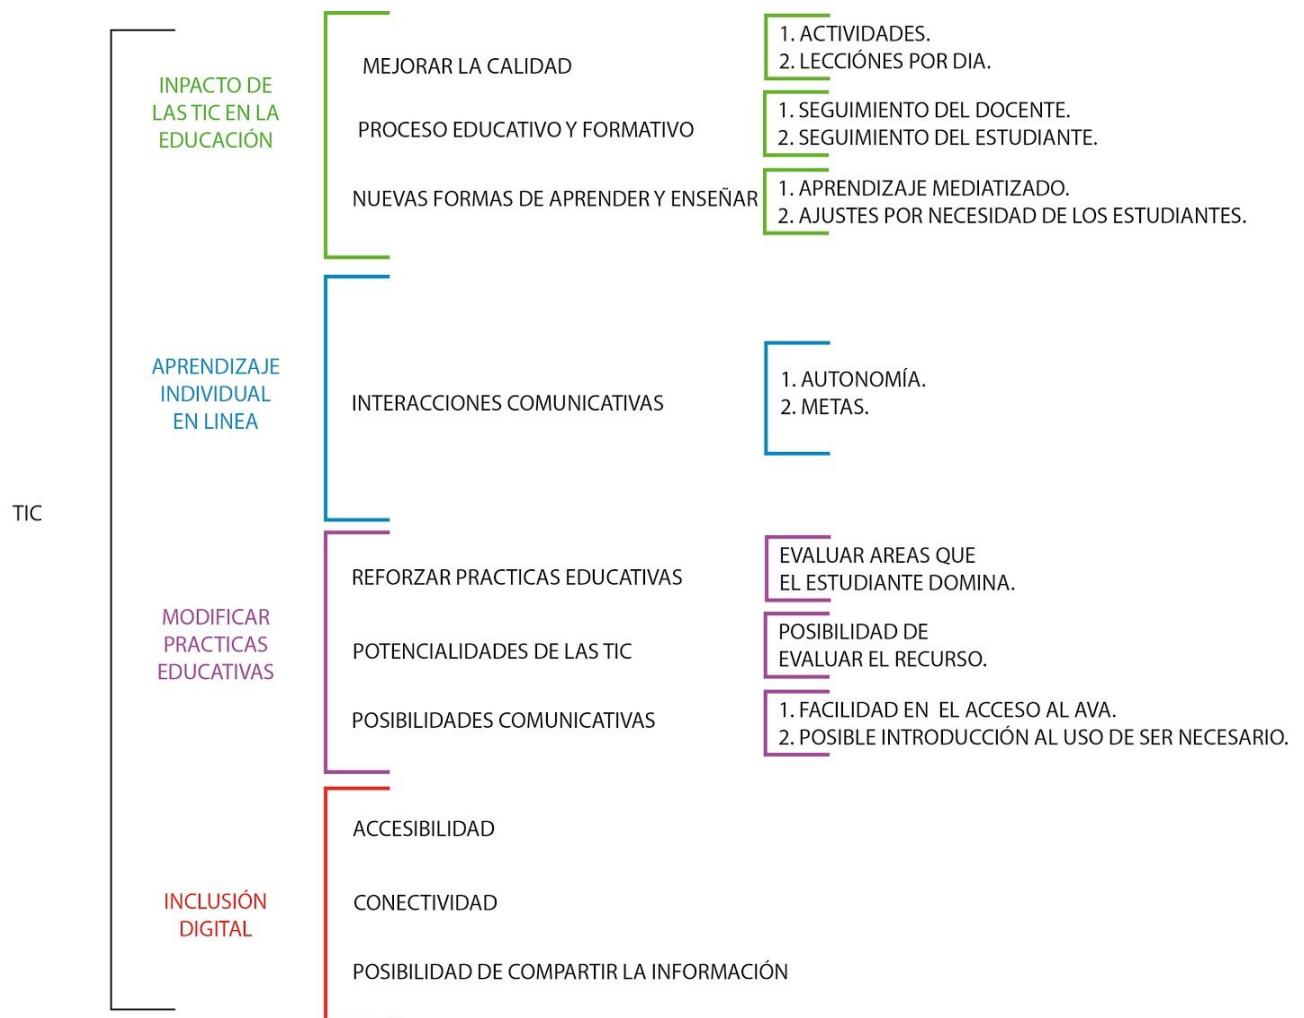 TIC
INPACTO DE
LAS TIC EN LA
EDUCACIÓN
MEJORAR LA CALIDAD
1. ACTIVIDADES.
2. LECCIÓNES POR DIA.
PROCESO EDUCATIVO Y FORMATIVO
1. SEGUIMIENTO DEL DOCENTE.
2. SEGUIMIENTO DEL ESTUDIANTE.
NUEVAS FORMAS DE APRENDER Y ENSEÑAR
1. APRENDIZAJE MEDIATIZADO.
2. AJUSTES POR NECESIDAD DE LOS ESTUDIANTES.
APRENDIZAJE
INDIVIDUAL
EN LINEA
INTERACCIONES COMUNICATIVAS
1. AUTONOMÍA.
2. METAS.
MODIFICAR
PRACTICAS
EDUCATIVAS
REFORZAR PRACTICAS EDUCATIVAS
EVALUAR AREAS QUE
EL ESTUDIANTE DOMINA.
POTENCIALIDADES DE LAS TIC
POSIBILIDAD DE
EVALUAR EL RECURSO.
POSIBILIDADES COMUNICATIVAS
1. FACILIDAD EN  EL ACCESO AL AVA.
2. POSIBLE INTRODUCCIÓN AL USO DE SER NECESARIO.
INCLUSIÓN
DIGITAL
ACCESIBILIDAD
CONECTIVIDAD
POSIBILIDAD DE COMPARTIR LA INFORMACIÓN